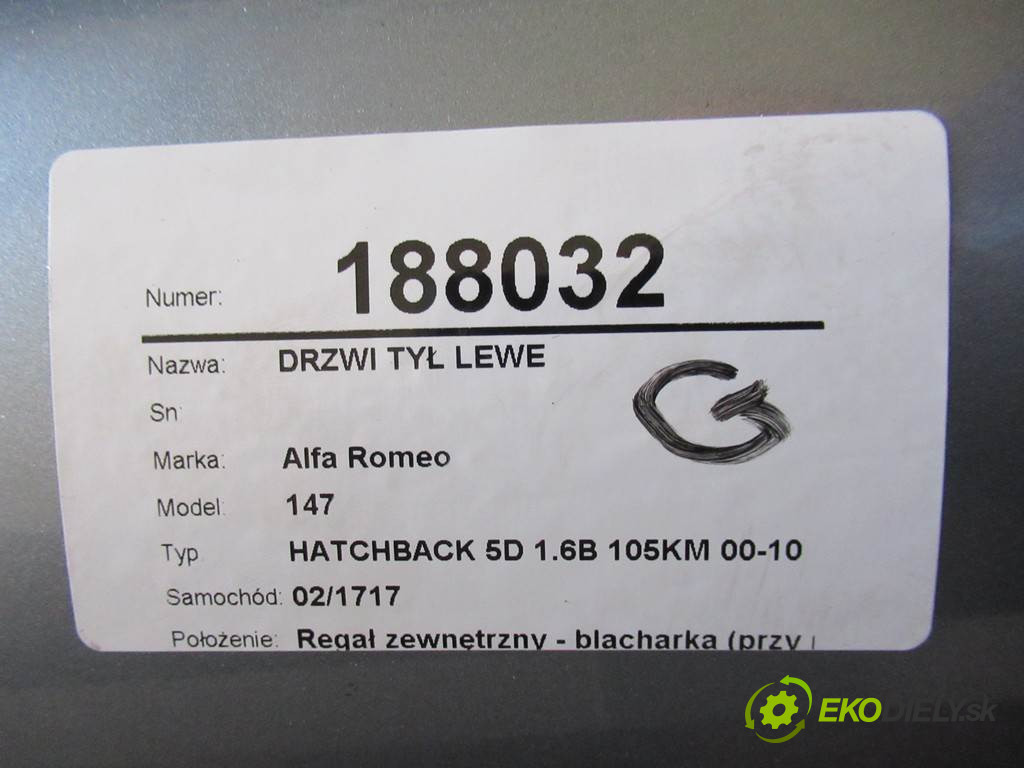 Numer: 188032
Nazwa: DRZWI TYŁ LEWE
Sn:
G
Marka: Alfa Romeo
Model: 147
Typ HATCHBACK 5D 1.6B 105KM 00-10
Samochód: 02/1717
Położenie: Regał zewnętrzny - blacharka (przy
EKODIELY.sk